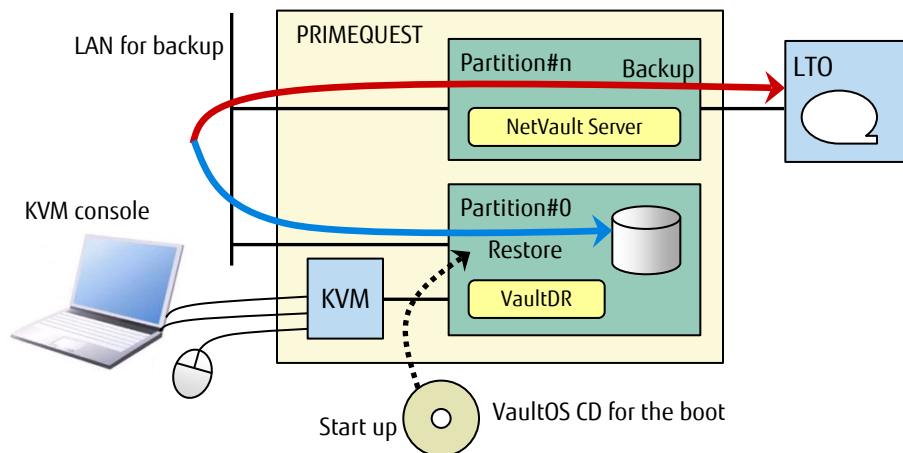 LAN for backup
PRIMEQUEST
Partition#n
Backup
LTO
NetVault Server
KVM console
Partition#0
Restore
KVM
VaultDR
Start up
VaultOS CD for the boot